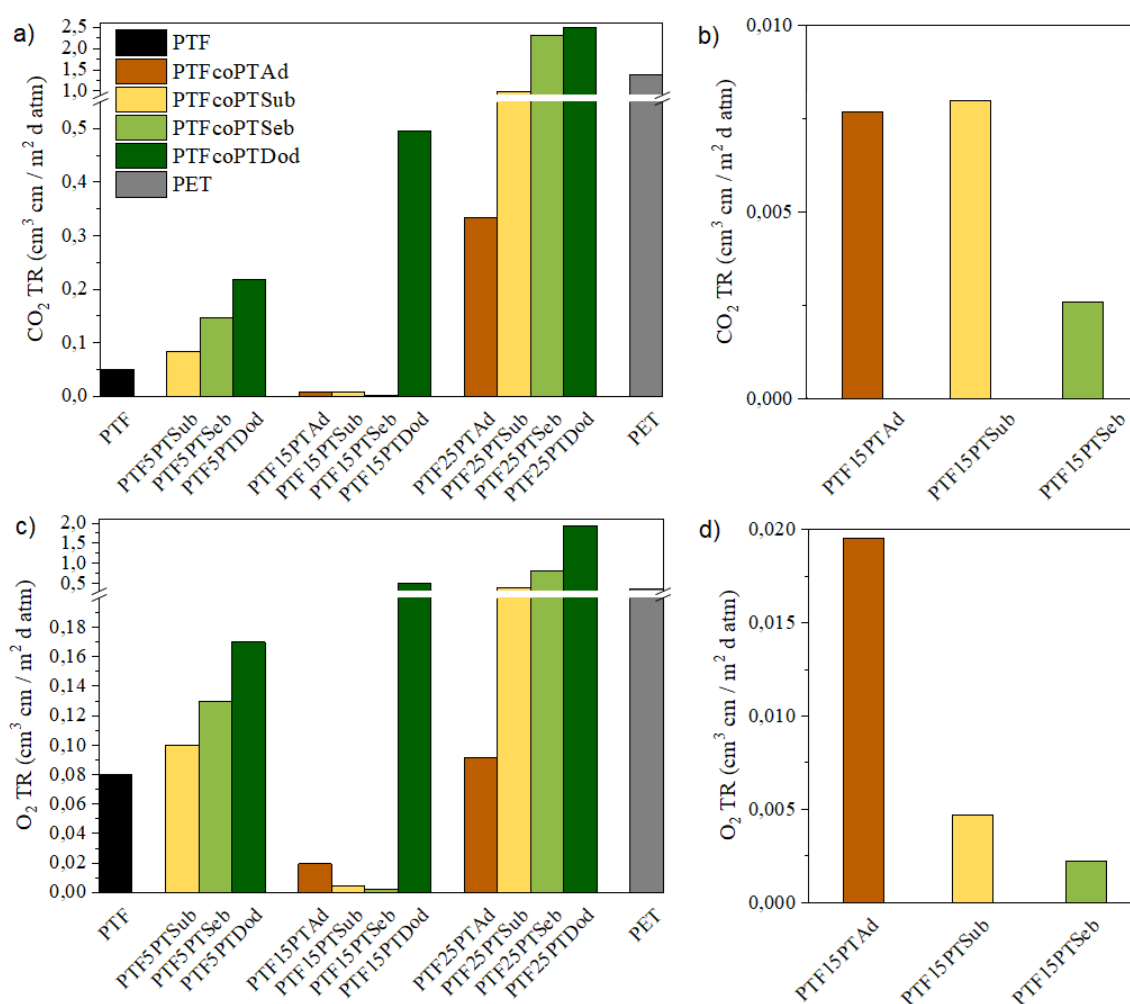 a)
2,5
2,0
1,5
1,0
0,5
0,4
0,3
0,2
0,1
0,0
CO₂ TR (cm³ cm / m² d atm)
PTF
PTFcoPTAd
PTFcoPTSub
PTFcoPTSeb
PTFcoPTDod
PET
PTF
PTF5PTSub
PTF5PTSeb
PTF5PTDod
PTF15PTAd
PTF15PTSub
PTF15PTSeb
PTF15PTDod
PTF25PTAd
PTF25PTSub
PTF25PTSeb
PTF25PTDod
PET
b)
0,010
0,005
0,000
CO₂ TR (cm³ cm / m² d atm)
PTF15PTAd
PTF15PTSub
PTF15PTSeb
c)
2,0
1,5
1,0
0,5
0,18
0,16
0,14
0,12
0,10
0,08
0,06
0,04
0,02
0,00
O₂ TR (cm³ cm / m² d atm)
PTF
PTF5PTSub
PTF5PTSeb
PTF5PTDod
PTF15PTAd
PTF15PTSub
PTF15PTSeb
PTF15PTDod
PTF25PTAd
PTF25PTSub
PTF25PTSeb
PTF25PTDod
PET
d)
0,020
0,015
0,010
0,005
0,000
O₂ TR (cm³ cm / m² d atm)
PTF15PTAd
PTF15PTSub
PTF15PTSeb